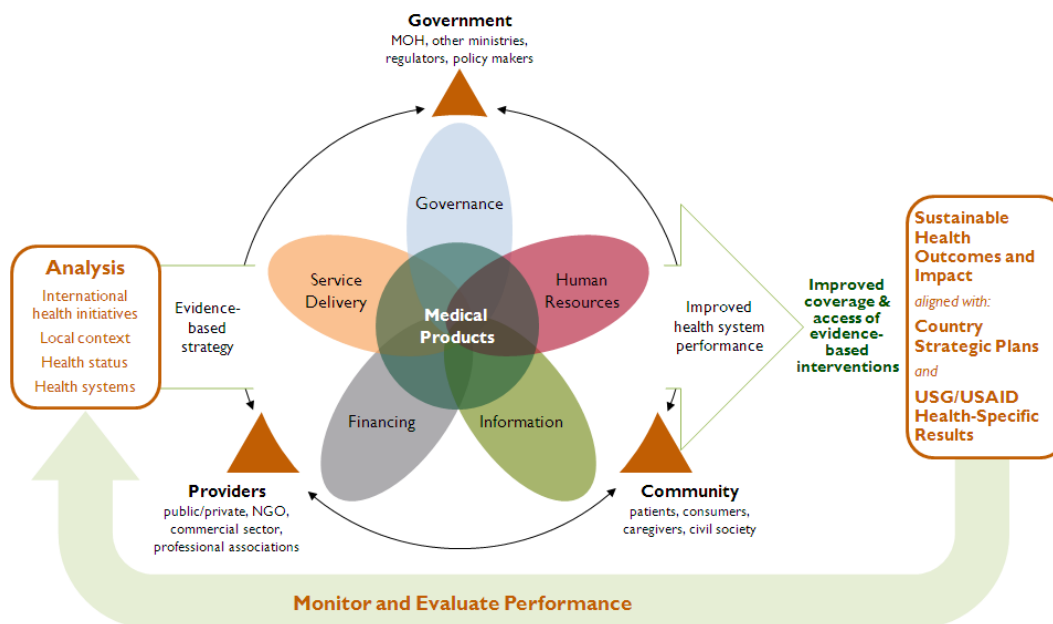 Government
MOH, other ministries,
regulators, policy makers
Governance
Service
Delivery
Human
Resources
Medical
Products
Financing
Information
Analysis
International
health initiatives
Local context
Health status
Health systems
Evidence-
based
strategy
Improved
health system
performance
Improved
coverage &
access of
evidence-
based
interventions
Sustainable
Health
Outcomes and
Impact
aligned with:
Country
Strategic Plans
and
USG/USAID
Health-Specific
Results
Providers
public/private, NGO,
commercial sector,
professional associations
Community
patients, consumers,
caregivers, civil society
Monitor and Evaluate Performance